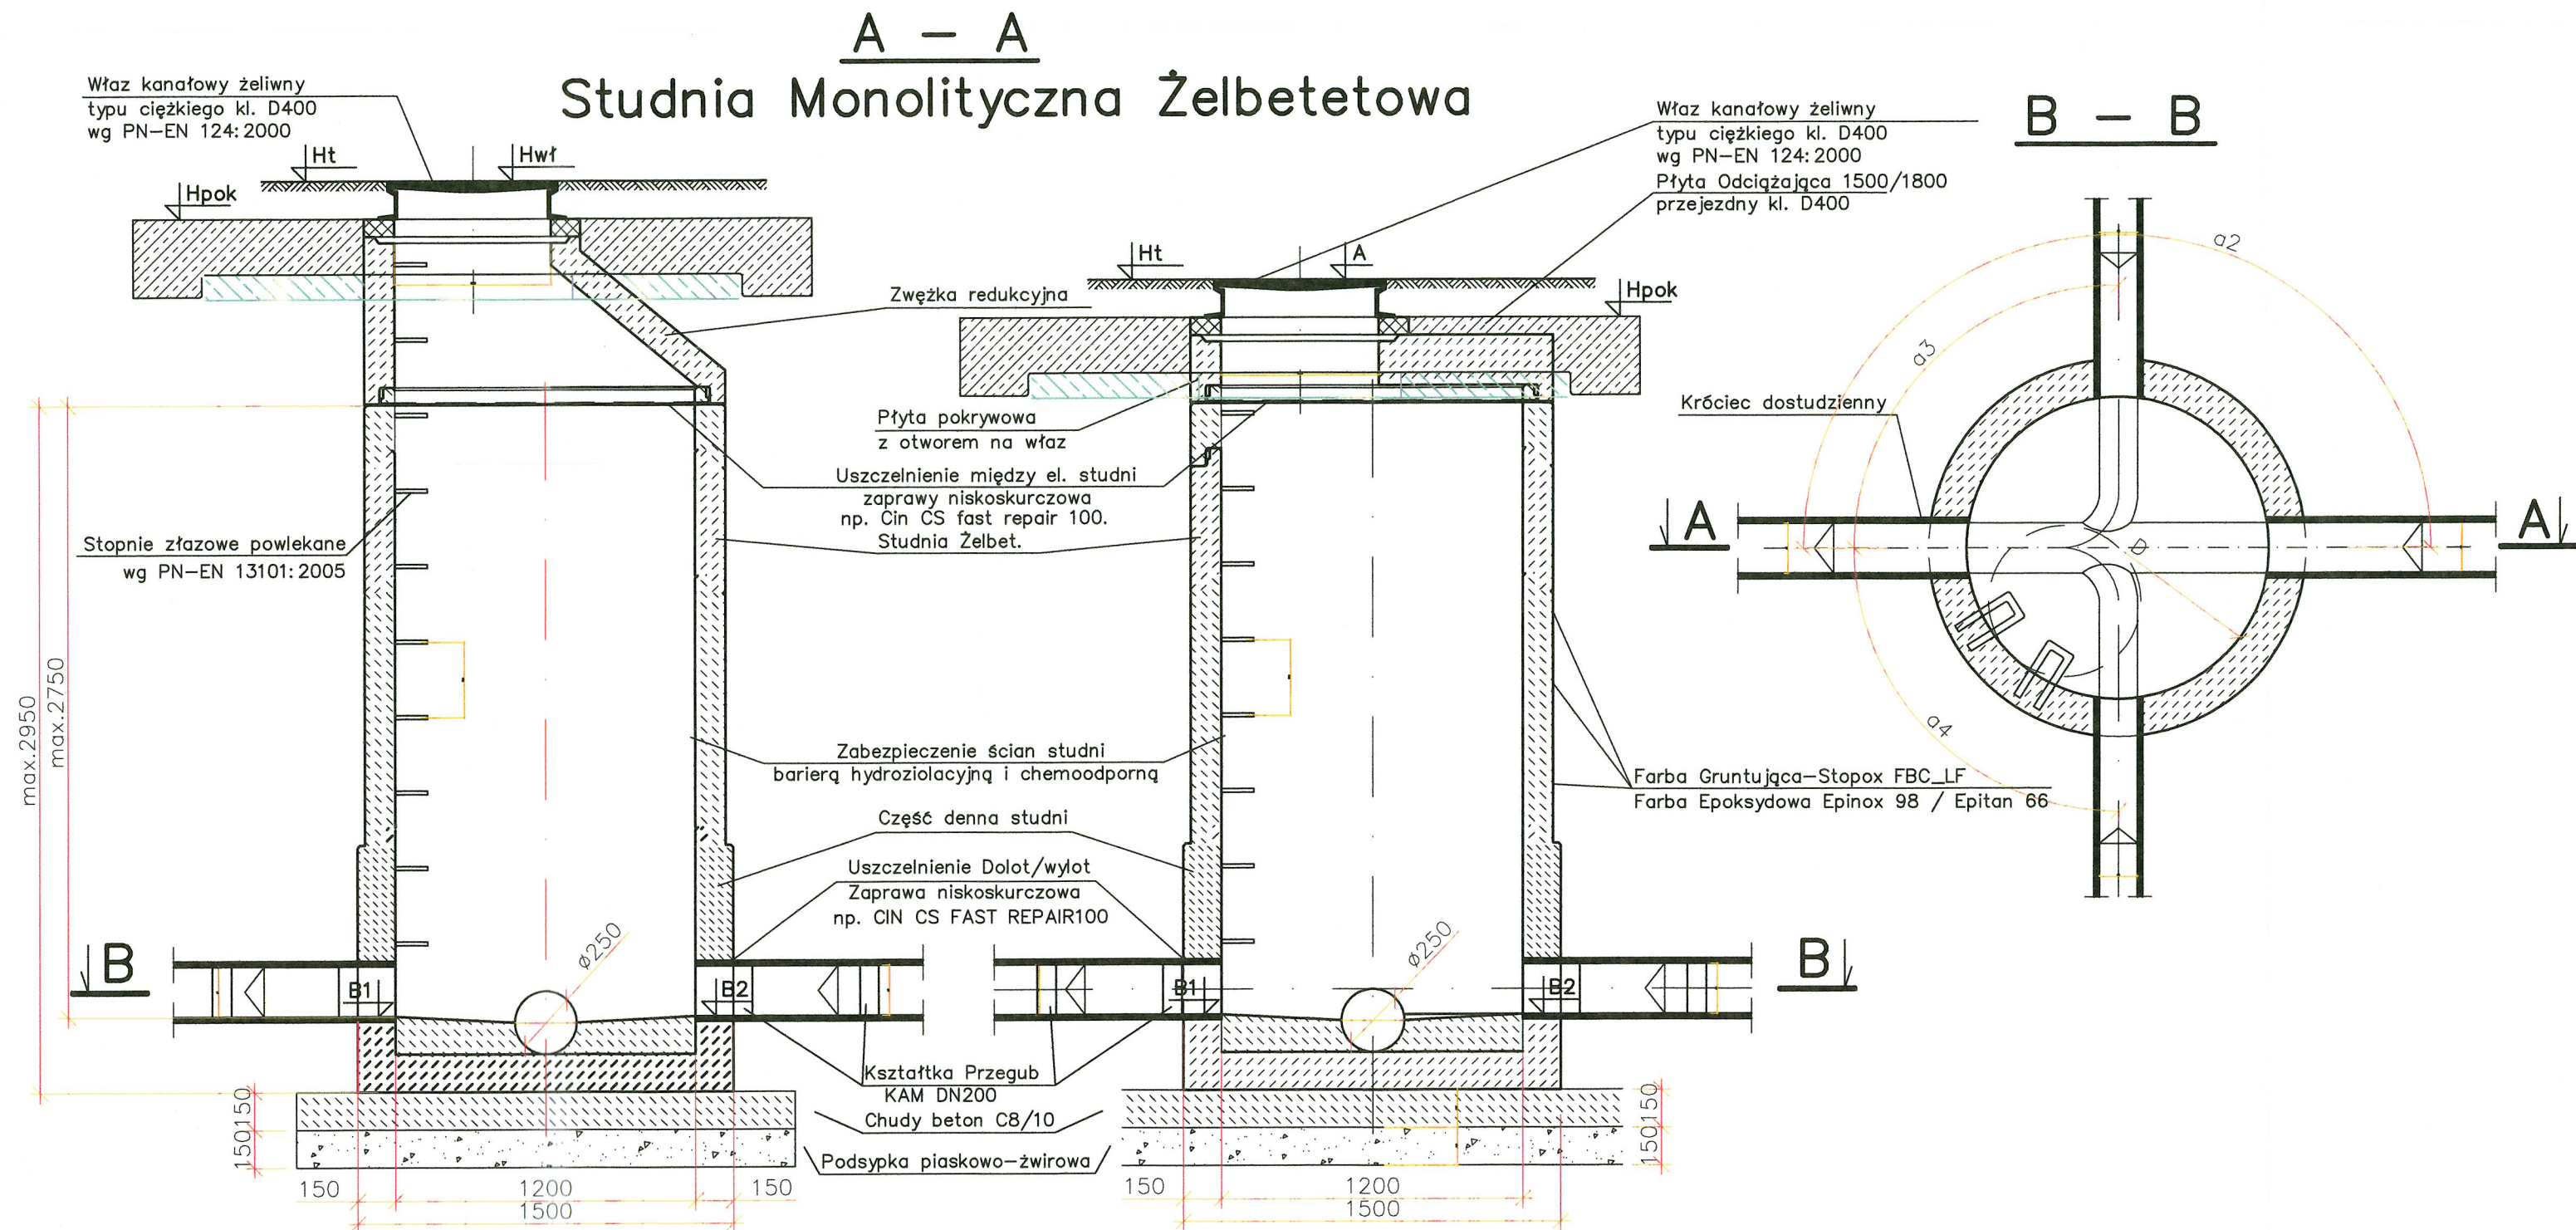 A – A
Studnia Monolityczna Żelbetetowa
Właz kanałowy żeliwny
typu ciężkiego kl. D400
wg PN–EN 124:2000
Ht
Hwł
Hpok
Zwężka redukcyjna
Płyta pokrywowa
z otworem na właz
Uszczelnienie między el. studni
zaprawy niskoskurczowa
np. Cin CS fast repair 100.
Studnia Żelbet.
Stopnie złazowe powlekane
wg PN–EN 13101:2005
max.2950
max.2750
Zabezpieczenie ścian studni
barierą hydroziolacyjną i chemoodporną
Część denna studni
Uszczelnienie Dolot/wylot
Zaprawa niskoskurczowa
np. CIN CS FAST REPAIR100
B
B1
ø250
B2
Kształtka Przegub
KAM DN200
Chudy beton C8/10
Podsypka piaskowo–żwirowa
150
150
150
1200
150
1500
Właz kanałowy żeliwny
typu ciężkiego kl. D400
wg PN–EN 124:2000
Płyta Odciążająca 1500/1800
przejezdny kl. D400
Ht
A
Hpok
Farba Gruntująca–Stopox FBC_LF
Farba Epoksydowa Epinox 98 / Epitan 66
B1
ø250
B2
B
150
150
150
1200
1500
B – B
a2
a3
Króciec dostudzienny
A
D
A
a4